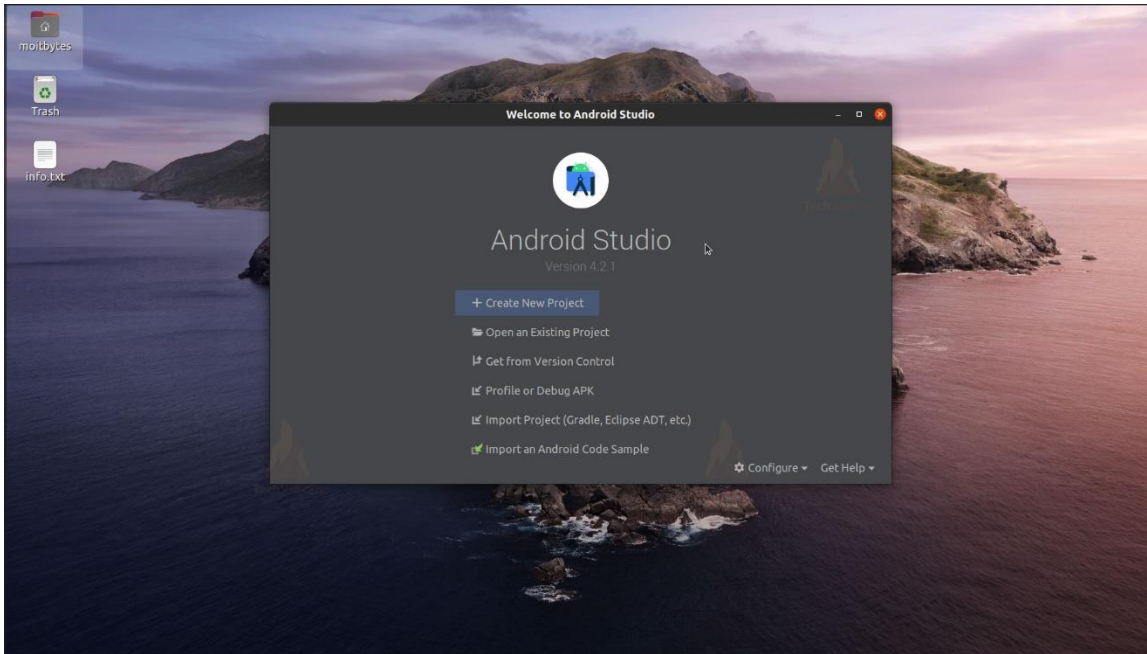 moitbytes
Trash
info.txt
Welcome to Android Studio
Android Studio
Version 4.2.1
+ Create New Project
Open an Existing Project
Get from Version Control
Profile or Debug APK
Import Project (Gradle, Eclipse ADT, etc.)
Import an Android Code Sample
Configure
Get Help